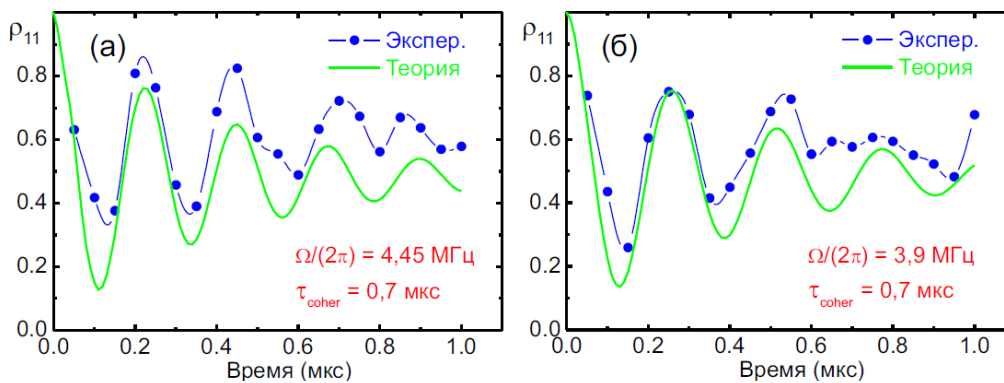 ρ11
(а)
Экспер.
Теория
0.8
0.6
0.4
0.2
0.0
Ω/(2π) = 4,45 МГц
τcoher = 0,7 мкс
0.0 0.2 0.4 0.6 0.8 1.0
Время (мкс)
ρ11
(б)
Экспер.
Теория
0.8
0.6
0.4
0.2
0.0
Ω/(2π) = 3,9 МГц
τcoher = 0,7 мкс
0.0 0.2 0.4 0.6 0.8 1.0
Время (мкс)